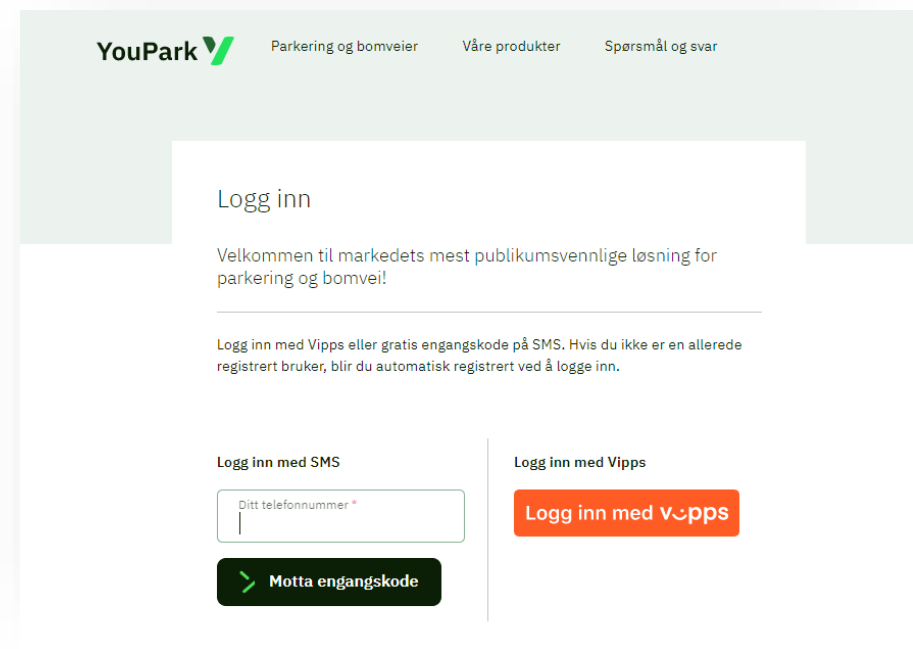 YouPark
Parkering og bomveier
Våre produkter
Spørsmål og svar
Logg inn
Velkommen til markedets mest publikumsvennlige løsning for
parkering og bomvei!
Logg inn med Vipps eller gratis engangskode på SMS. Hvis du ikke er en allerede
registrert bruker, blir du automatisk registrert ved å logge inn.
Logg inn med SMS
Ditt telefonnummer *
Motta engangskode
Logg inn med Vipps
Logg inn med vipps